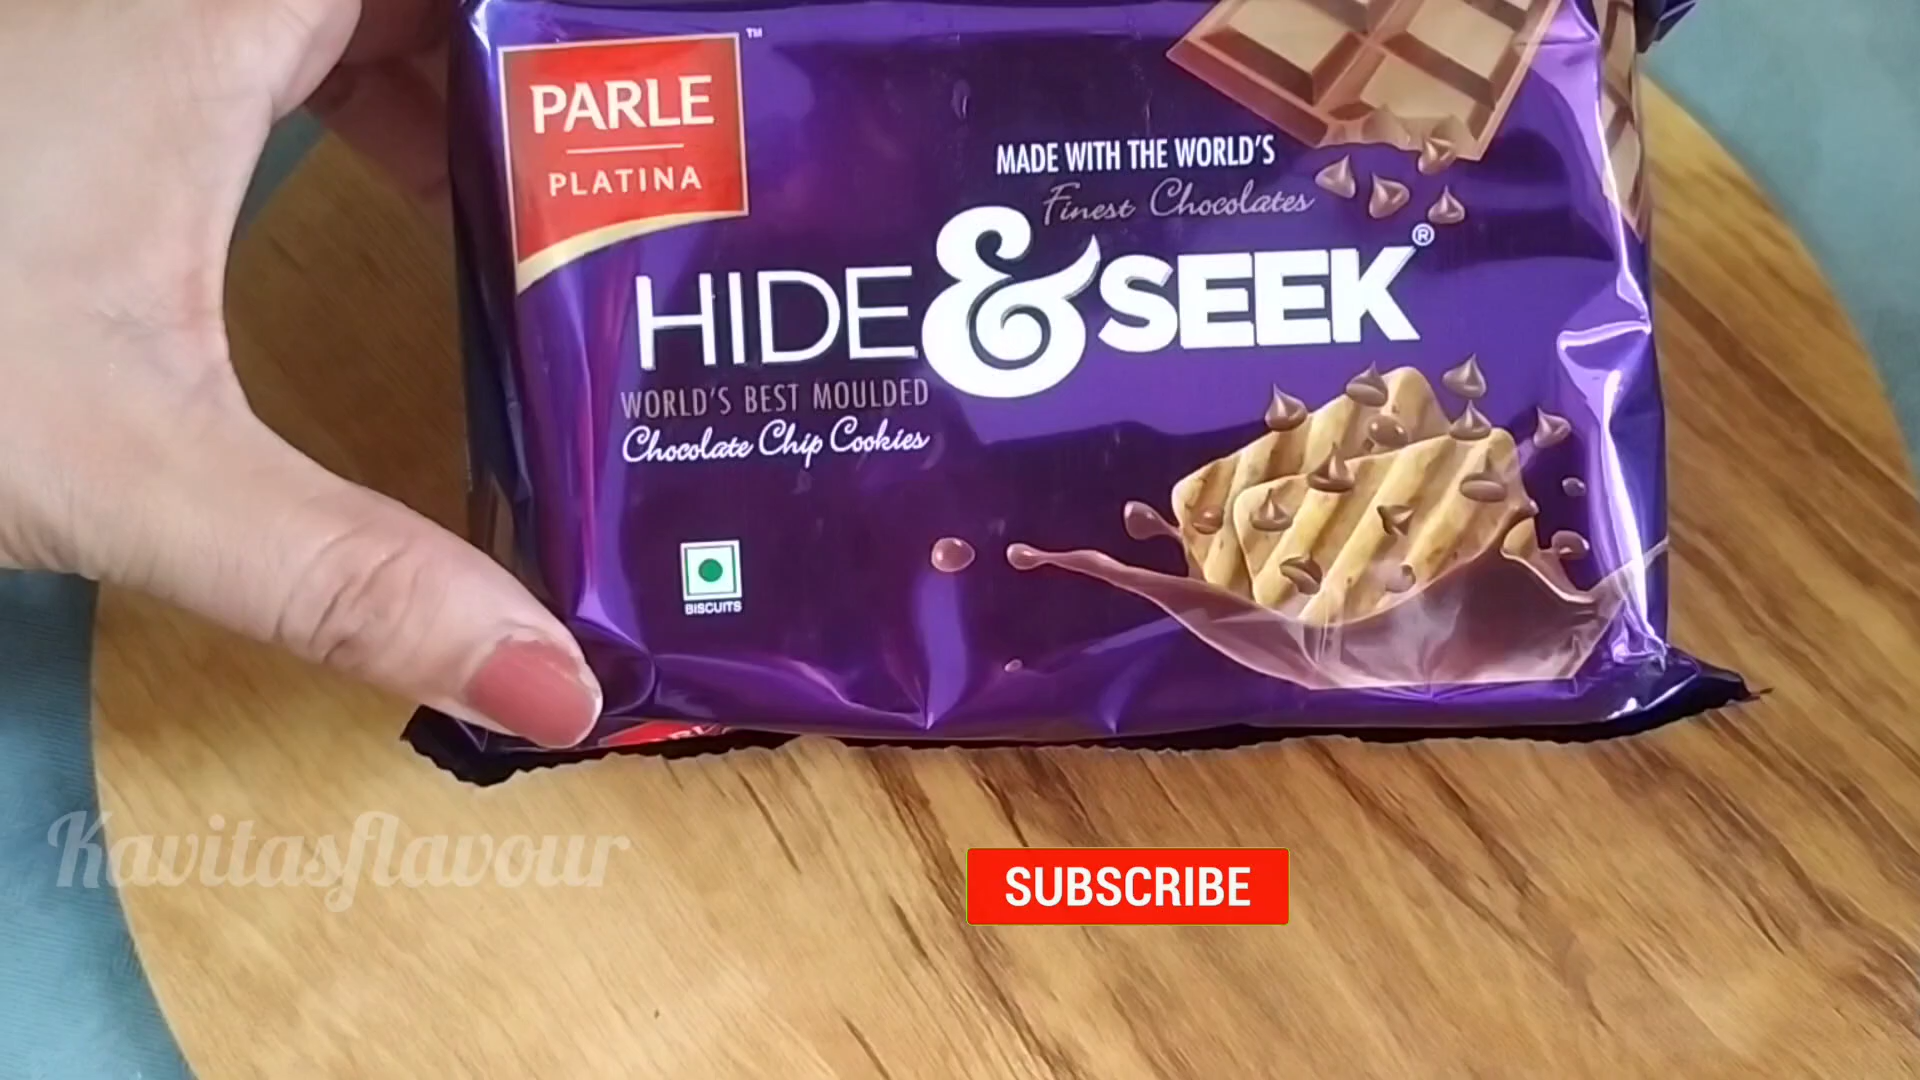 PARLE
PLATINA
TM
MADE WITH THE WORLD'S
Finest Chocolates
HIDE & SEEK®
WORLD'S BEST MOULDED
Chocolate Chip Cookies
BISCUITS
Kavitasflavour
SUBSCRIBE